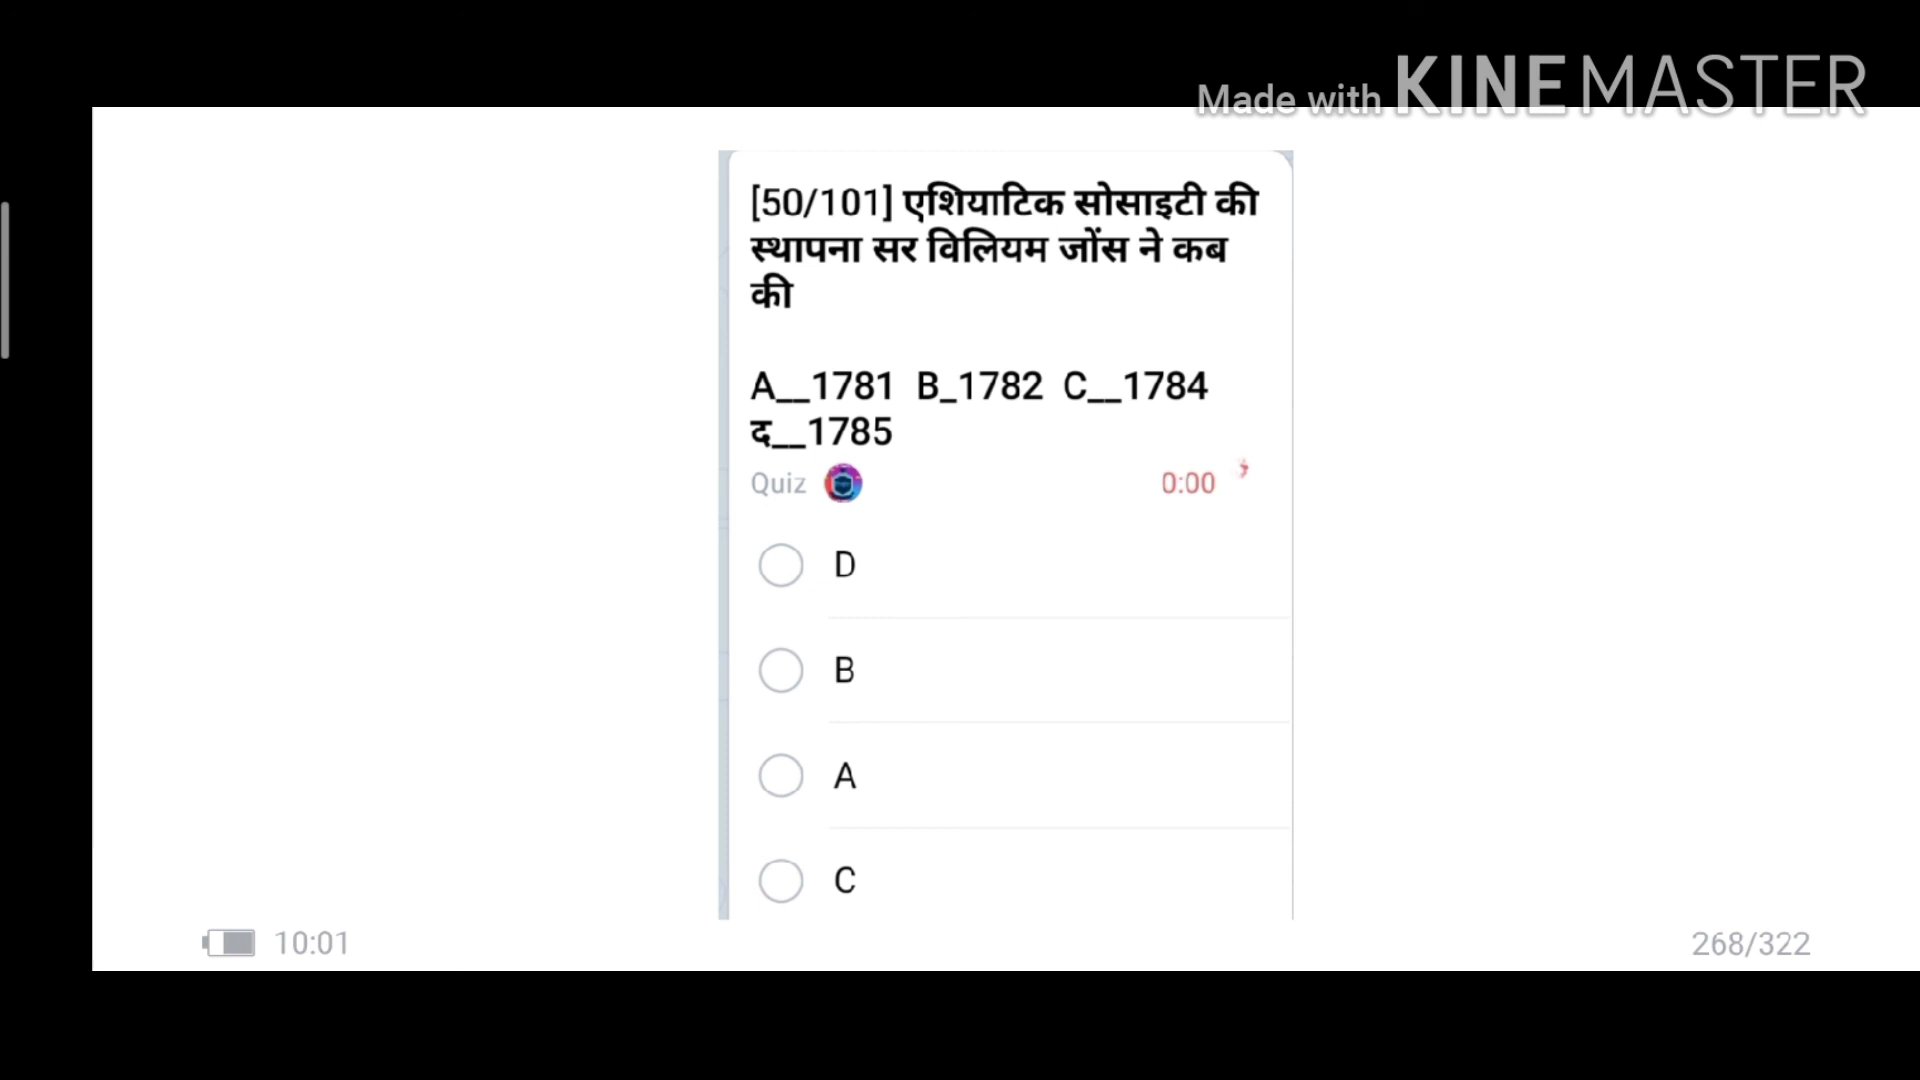 Made with KINEMASTER
[50/101] एशियाटिक सोसाइटी की
स्थापना सर विलियम जोंस ने कब
की
A__1781 B_1782 C__1784
द__1785
Quiz 0:00
D
B
A
C
10:01 268/322